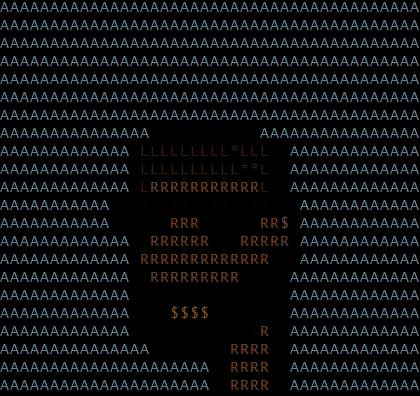 AAAAAAAAAAAAAAAAAAAAAAAAAAAAAAAAAAAAAAAAAA
AAAAAAAAAAAAAAAAAAAAAAAAAAAAAAAAAAAAAAAAAA
AAAAAAAAAAAAAAAAAAAAAAAAAAAAAAAAAAAAAAAAAA
AAAAAAAAAAAAAAAAAAAAAAAAAAAAAAAAAAAAAAAAAA
AAAAAAAAAAAAAAAAAAAAAAAAAAAAAAAAAAAAAAAAAA
AAAAAAAAAAAAAAAAAAAAAAAAAAAAAAAAAAAAAAAAAA
AAAAAAAAAAAAAAAAAAAAAAAAAAAAAAAAAAAAAAAAAA
AAAAAAAAAAAAAAA           AAAAAAAAAAAAAAAA
AAAAAAAAAAAAA LLLLLLLLL*LLL  AAAAAAAAAAAAA
AAAAAAAAAAAAA LLLLLLLLLL**L  AAAAAAAAAAAAA
AAAAAAAAAAAAA LRRRRRRRRRRRL  AAAAAAAAAAAAA
AAAAAAAAAAA                   AAAAAAAAAAAA
AAAAAAAAAAA      RRR      RR$ AAAAAAAAAAAA
AAAAAAAAAAAAA  RRRRRR   RRRRR AAAAAAAAAAAA
AAAAAAAAAAAAA RRRRRRRRRRRRR   AAAAAAAAAAAA
AAAAAAAAAAAAA  RRRRRRRRR     AAAAAAAAAAAAA
AAAAAAAAAAAAA                AAAAAAAAAAAAA
AAAAAAAAAAAAA    $$$$        AAAAAAAAAAAAA
AAAAAAAAAAAAA             R  AAAAAAAAAAAAA
AAAAAAAAAAAAAAA        RRRR  AAAAAAAAAAAAA
AAAAAAAAAAAAAAAAAAAAA  RRRR  AAAAAAAAAAAAA
AAAAAAAAAAAAAAAAAAAAA  RRRR  AAAAAAAAAAAAA